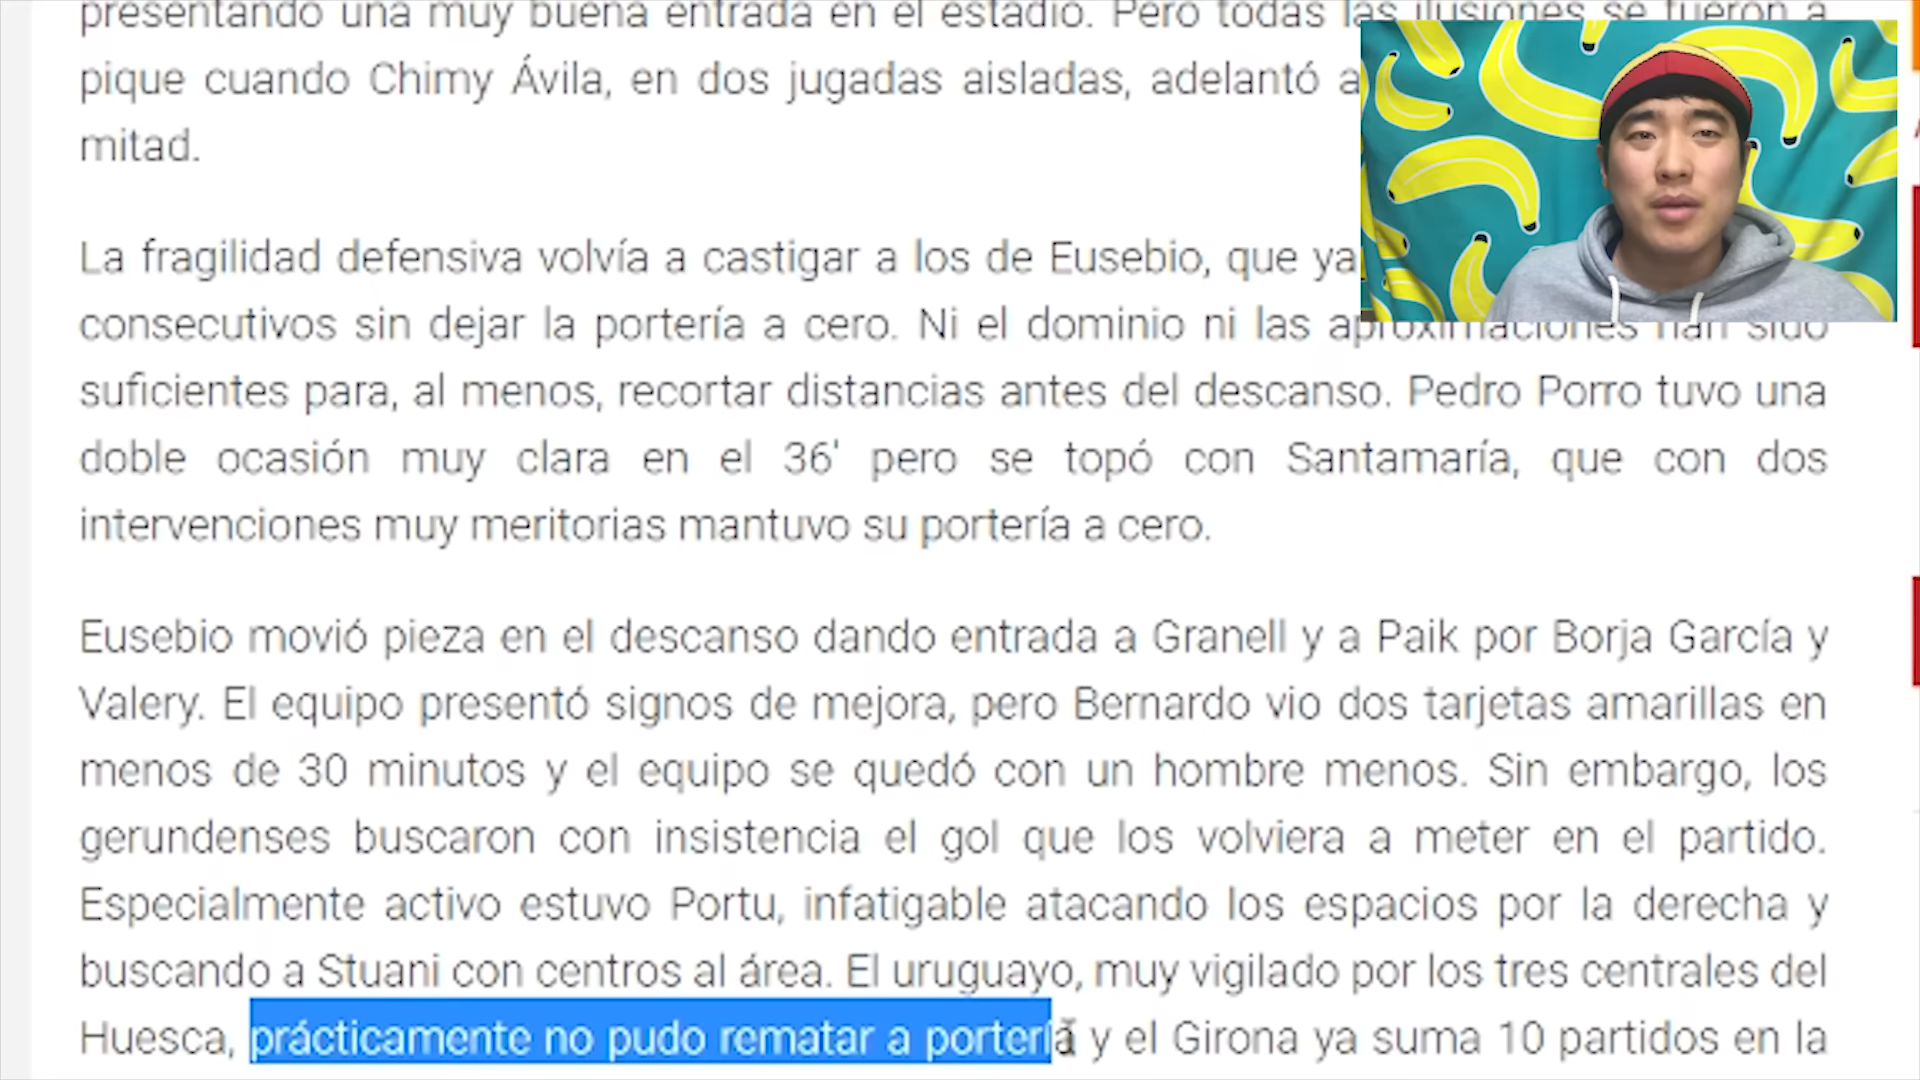 presentando una muy buena entrada en el estadio. Pero todas las ilusiones se fueron a
pique cuando Chimy Ávila, en dos jugadas aisladas, adelantó a
mitad.
La fragilidad defensiva volvía a castigar a los de Eusebio, que ya
consecutivos sin dejar la portería a cero. Ni el dominio ni las aproximaciones han sido
suficientes para, al menos, recortar distancias antes del descanso. Pedro Porro tuvo una
doble ocasión muy clara en el 36' pero se topó con Santamaría, que con dos
intervenciones muy meritorias mantuvo su portería a cero.
Eusebio movió pieza en el descanso dando entrada a Granell y a Paik por Borja García y
Valery. El equipo presentó signos de mejora, pero Bernardo vio dos tarjetas amarillas en
menos de 30 minutos y el equipo se quedó con un hombre menos. Sin embargo, los
gerundenses buscaron con insistencia el gol que los volviera a meter en el partido.
Especialmente activo estuvo Portu, infatigable atacando los espacios por la derecha y
buscando a Stuani con centros al área. El uruguayo, muy vigilado por los tres centrales del
Huesca, prácticamente no pudo rematar a portería y el Girona ya suma 10 partidos en la